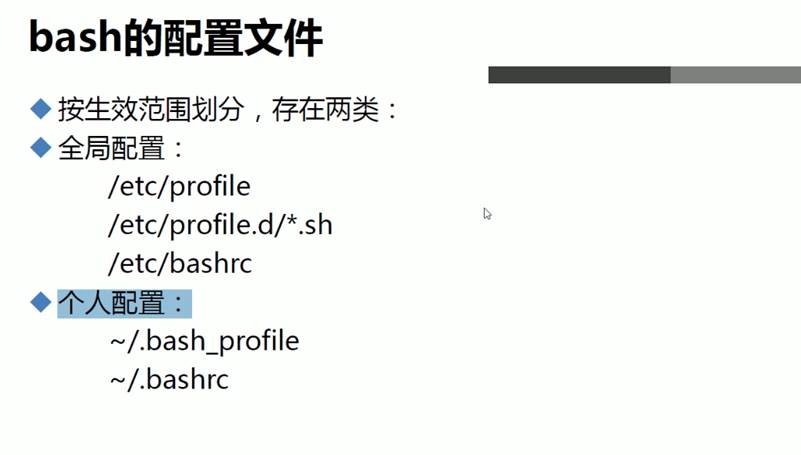 bash的配置文件
按生效范围划分，存在两类：
全局配置：
/etc/profile
/etc/profile.d/*.sh
/etc/bashrc
个人配置：
~/.bash_profile
~/.bashrc